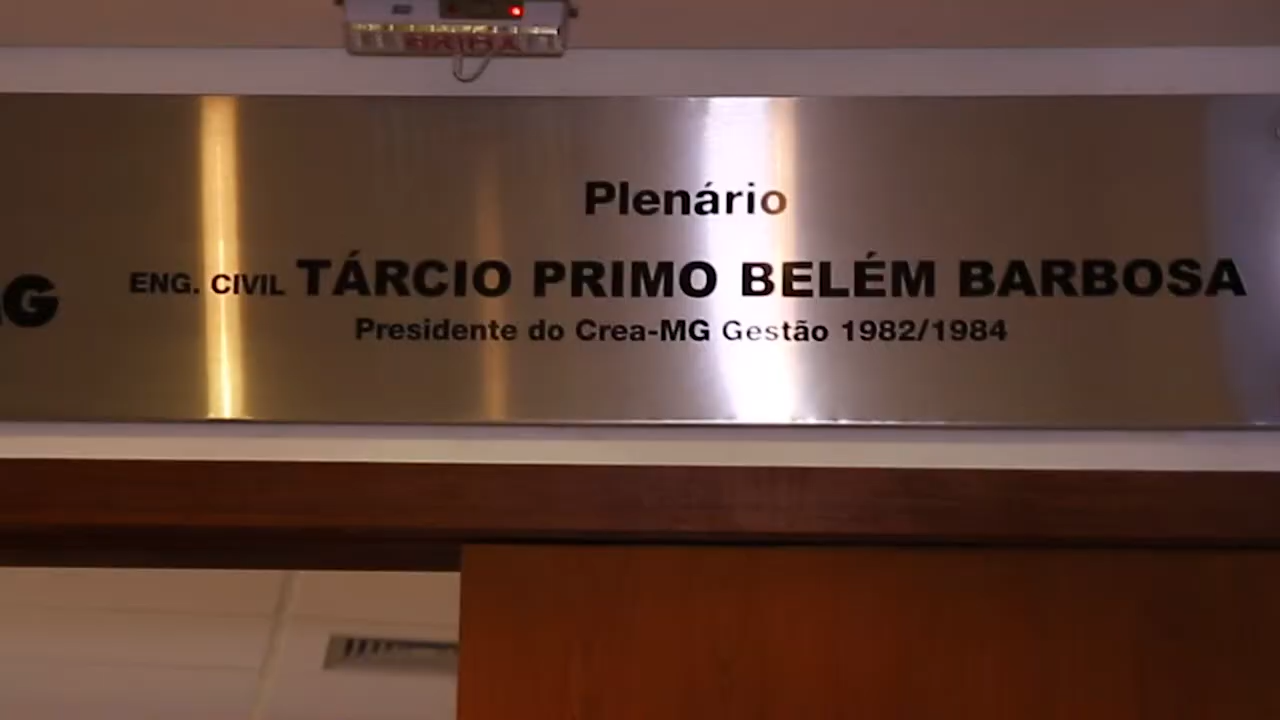 Plenário
ENG. CIVIL TÁRCIO PRIMO BELÉM BARBOSA
Presidente do Crea-MG Gestão 1982/1984